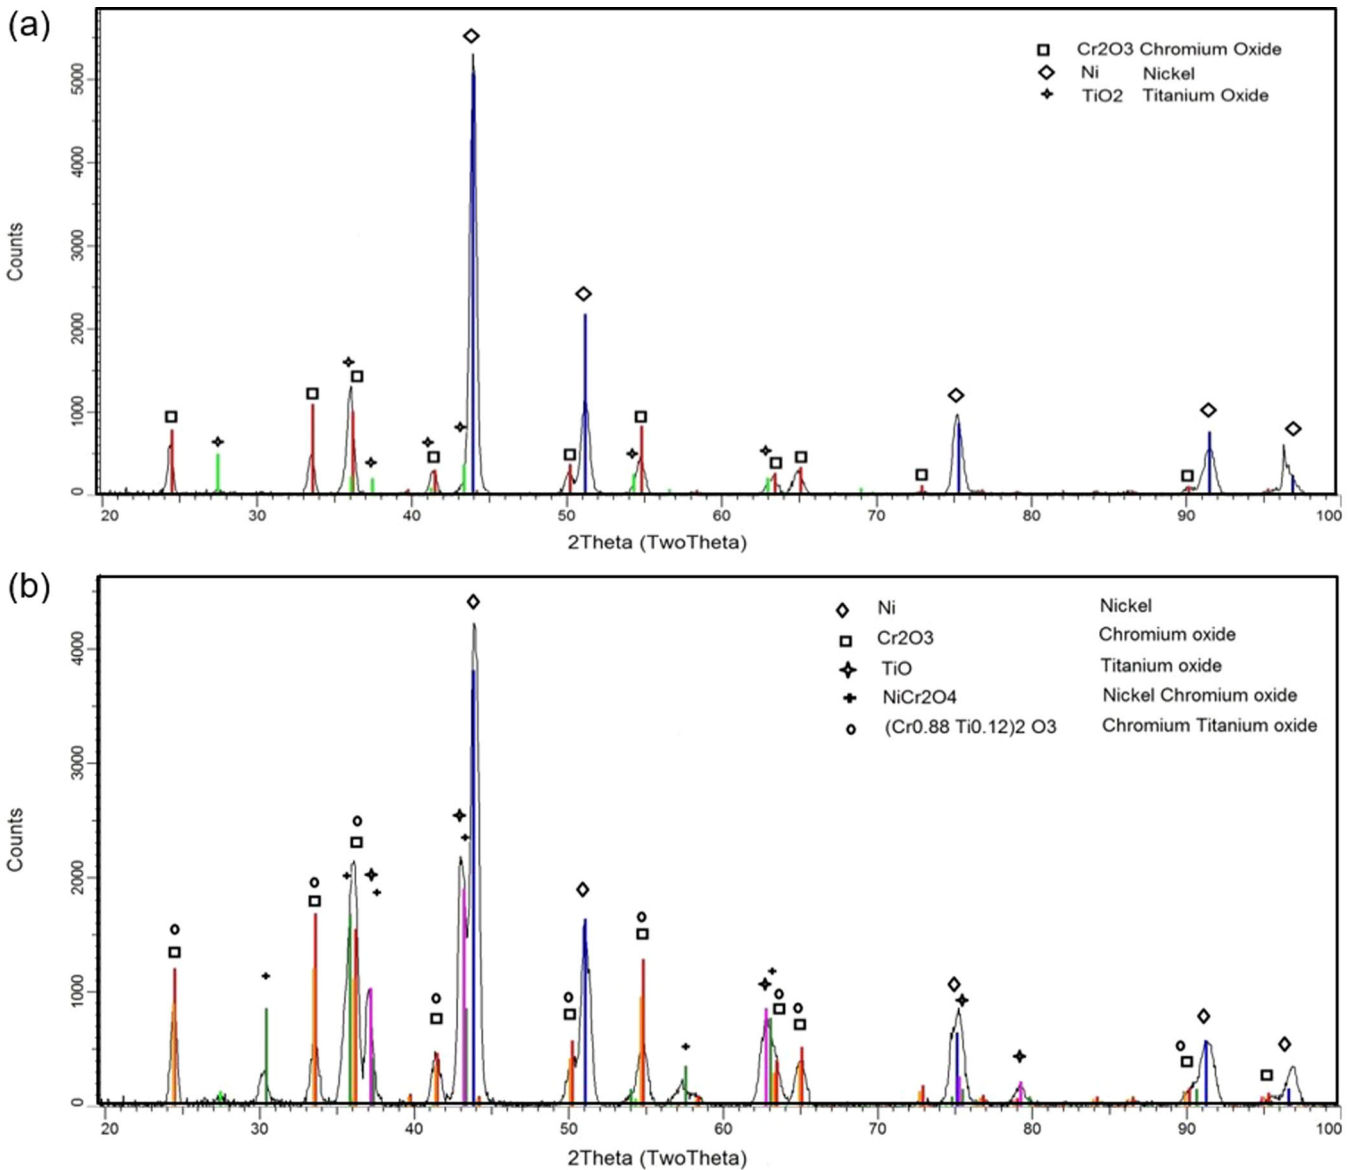 (a)
Cr2O3 Chromium Oxide
Ni Nickel
TiO2 Titanium Oxide
5000
4000
3000
2000
1000
0
Counts
20 30 40 50 60 70 80 90 100
2Theta (TwoTheta)
(b)
Ni Nickel
Cr2O3 Chromium oxide
TiO Titanium oxide
NiCr2O4 Nickel Chromium oxide
(Cr0.88 Ti0.12)2 O3 Chromium Titanium oxide
4000
3000
2000
1000
0
Counts
20 30 40 50 60 70 80 90 100
2Theta (TwoTheta)